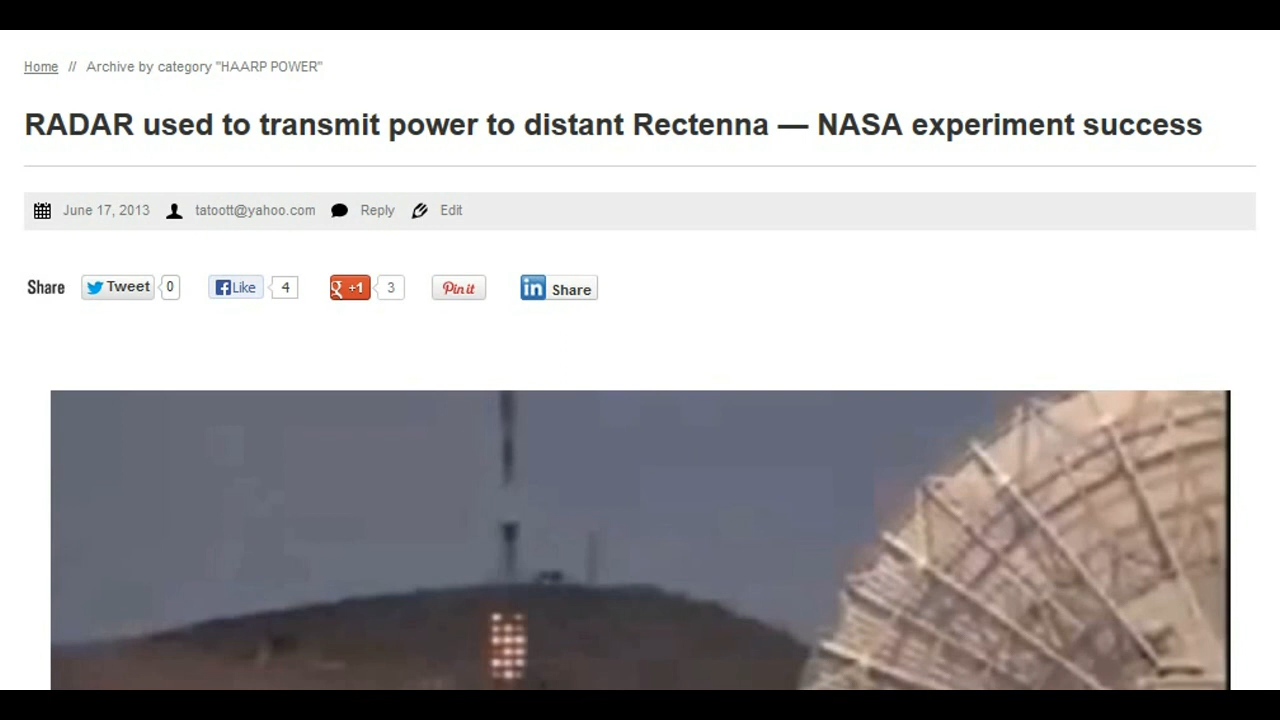 Home // Archive by category "HAARP POWER"
RADAR used to transmit power to distant Rectenna — NASA experiment success
June 17, 2013 tatoott@yahoo.com Reply Edit
Share Tweet 0 Like 4 +1 3 Pin it in Share